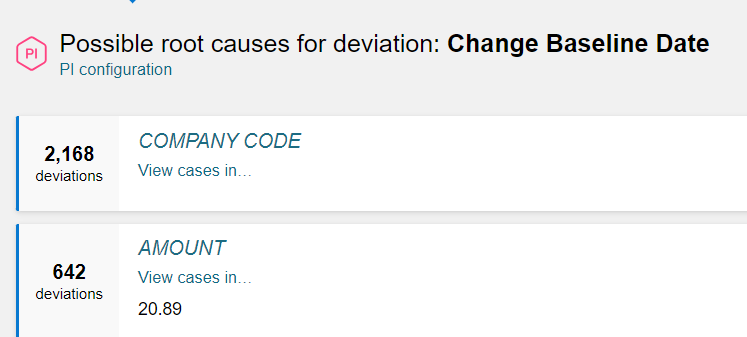 PI
Possible root causes for deviation: Change Baseline Date
PI configuration
2,168
deviations
COMPANY CODE
View cases in…
642
deviations
AMOUNT
View cases in…
20.89